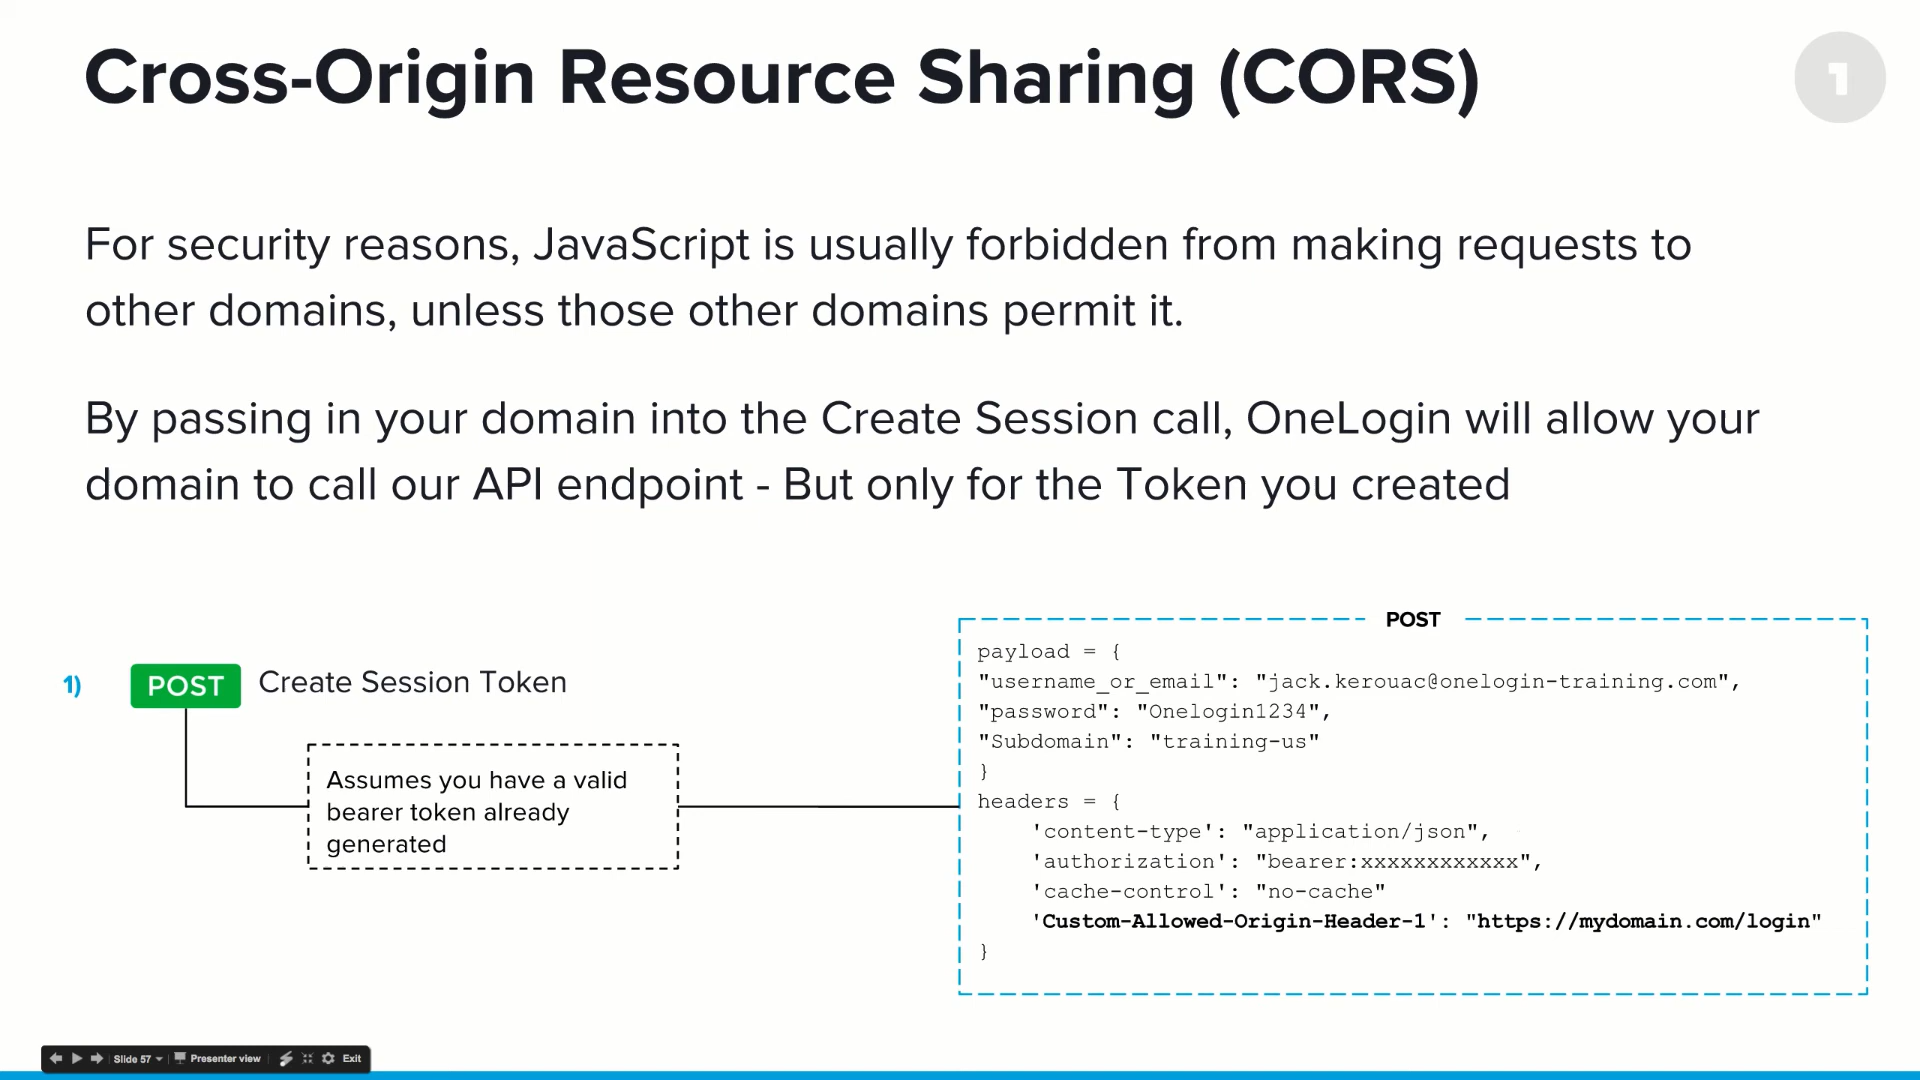 Cross-Origin Resource Sharing (CORS)
1
For security reasons, JavaScript is usually forbidden from making requests to
other domains, unless those other domains permit it.
By passing in your domain into the Create Session call, OneLogin will allow your
domain to call our API endpoint - But only for the Token you created
1)
POST
Create Session Token
Assumes you have a valid
bearer token already
generated
POST
payload = {
"username_or_email": "jack.kerouac@onelogin-training.com",
"password": "Onelogin1234",
"Subdomain": "training-us"
}
headers = {
'content-type': "application/json",
'authorization': "bearer:xxxxxxxxxxxx",
'cache-control': "no-cache"
'Custom-Allowed-Origin-Header-1': "https://mydomain.com/login"
}
Slide 57
Presenter view
Exit